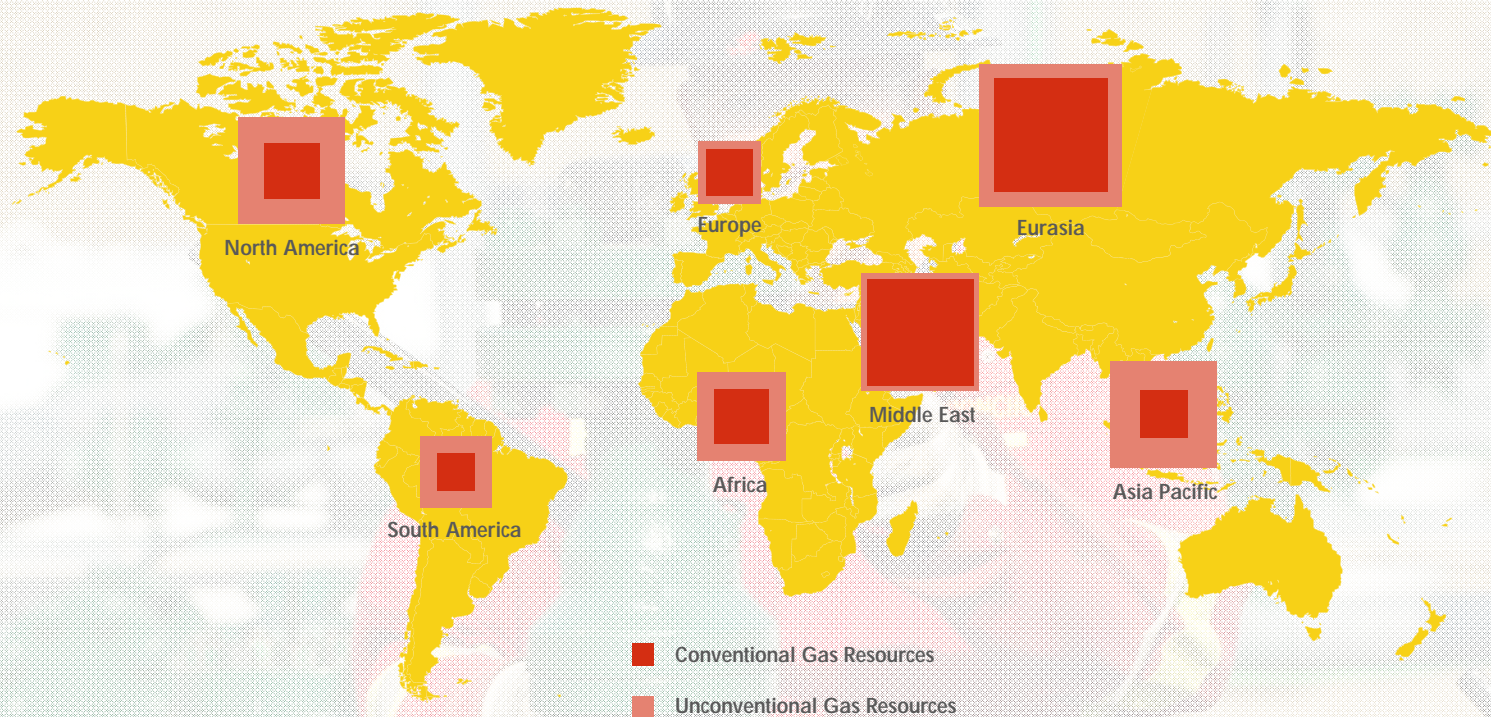 Europe
Eurasia
North America
Middle East
Africa
Asia Pacific
South America
Conventional Gas Resources
Unconventional Gas Resources